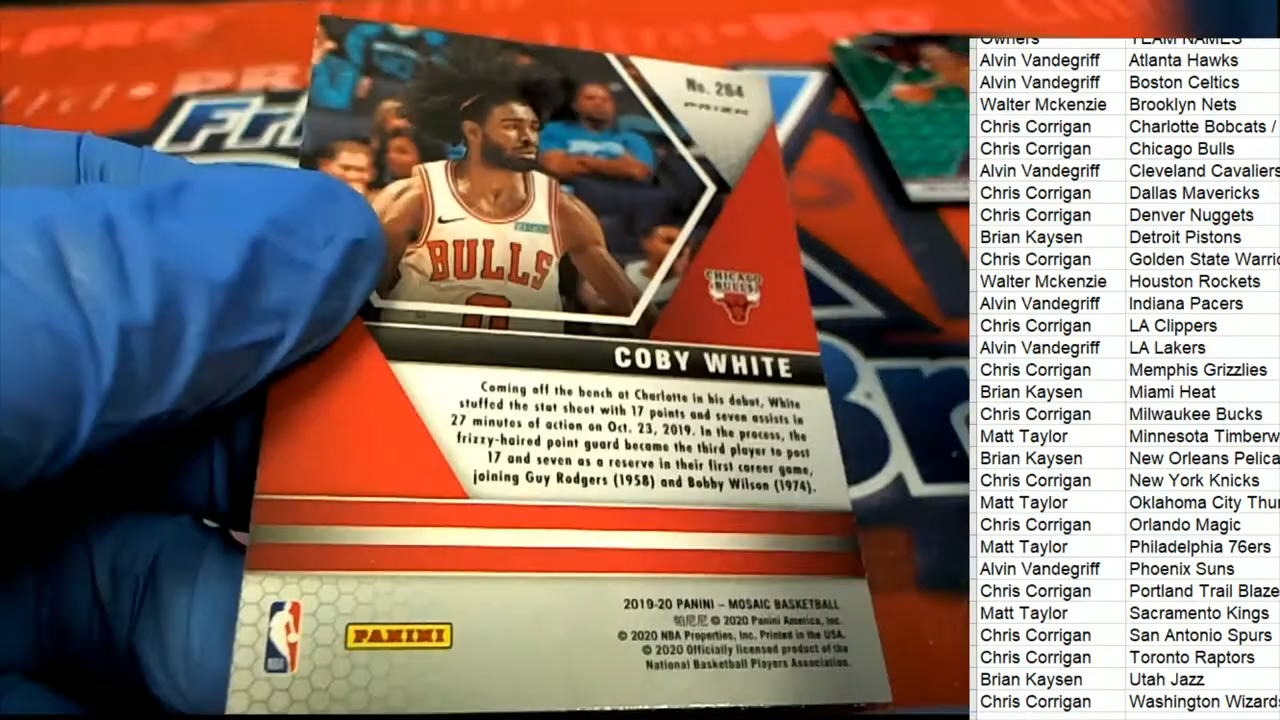 No. 264
PRIZM
BULLS
0
CHICAGO
BULLS
COBY WHITE
Coming off the bench at Charlotte in his debut, White
stuffed the stat sheet with 17 points and seven assists in
27 minutes of action on Oct. 23, 2019. In the process, the
frizzy-haired point guard became the third player to post
17 and seven as a reserve in their first career game,
joining Guy Rodgers (1958) and Bobby Wilson (1974).
2019-20 PANINI – MOSAIC BASKETBALL
帕尼尼 © 2020 Panini America, Inc.
© 2020 NBA Properties, Inc. Printed in the USA.
© 2020 Officially licensed product of the
National Basketball Players Association.
NBA
PANINI
Owners TEAM NAMES
Alvin Vandegriff Atlanta Hawks
Alvin Vandegriff Boston Celtics
Walter Mckenzie Brooklyn Nets
Chris Corrigan Charlotte Bobcats /
Chris Corrigan Chicago Bulls
Alvin Vandegriff Cleveland Cavaliers
Chris Corrigan Dallas Mavericks
Chris Corrigan Denver Nuggets
Brian Kaysen Detroit Pistons
Chris Corrigan Golden State Warrio
Walter Mckenzie Houston Rockets
Alvin Vandegriff Indiana Pacers
Chris Corrigan LA Clippers
Alvin Vandegriff LA Lakers
Chris Corrigan Memphis Grizzlies
Brian Kaysen Miami Heat
Chris Corrigan Milwaukee Bucks
Matt Taylor Minnesota Timberw
Brian Kaysen New Orleans Pelica
Chris Corrigan New York Knicks
Matt Taylor Oklahoma City Thu
Chris Corrigan Orlando Magic
Matt Taylor Philadelphia 76ers
Alvin Vandegriff Phoenix Suns
Chris Corrigan Portland Trail Blaze
Matt Taylor Sacramento Kings
Chris Corrigan San Antonio Spurs
Chris Corrigan Toronto Raptors
Brian Kaysen Utah Jazz
Chris Corrigan Washington Wizard